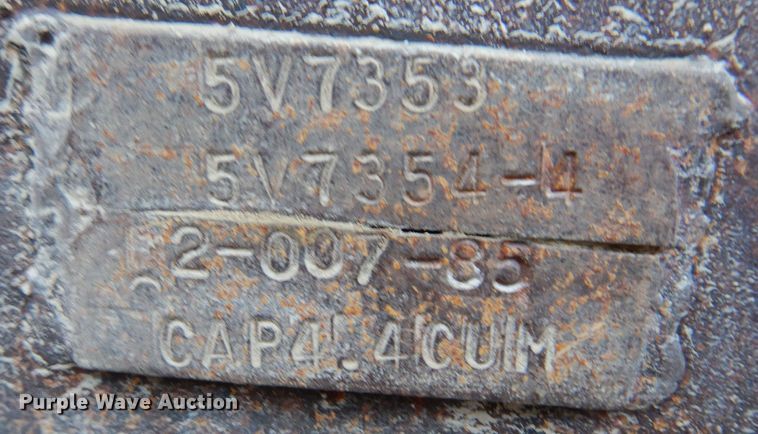 5V7353
5V7354-4
2-007-85
CAP4.4CUM
Purple Wave Auction